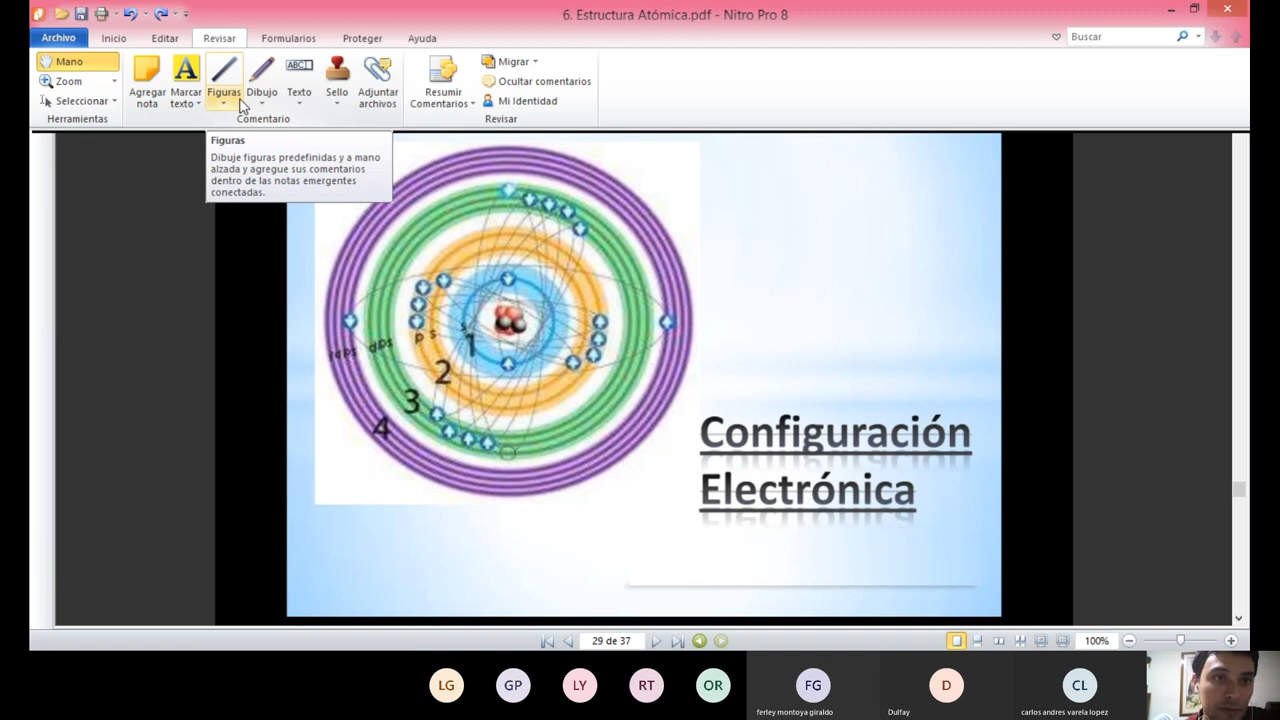 6. Estructura Atómica.pdf - Nitro Pro 8
Archivo Inicio Editar Revisar Formularios Proteger Ayuda Buscar
Mano
Zoom
Seleccionar
Herramientas
Agregar nota
Marcar texto
Figuras
Dibujo
ABC
Texto
Sello
Adjuntar archivos
Comentario
Resumir Comentarios
Migrar
Ocultar comentarios
Mi Identidad
Revisar
Figuras
Dibuje figuras predefinidas y a mano
alzada y agregue sus comentarios
dentro de las notas emergentes
conectadas.
s
1
p s
2
d p s
3
f d p s
4
Configuración
Electrónica
29 de 37
100%
LG GP LY RT OR FG D CL
ferley montoya giraldo Dulfay carlos andres varela lopez